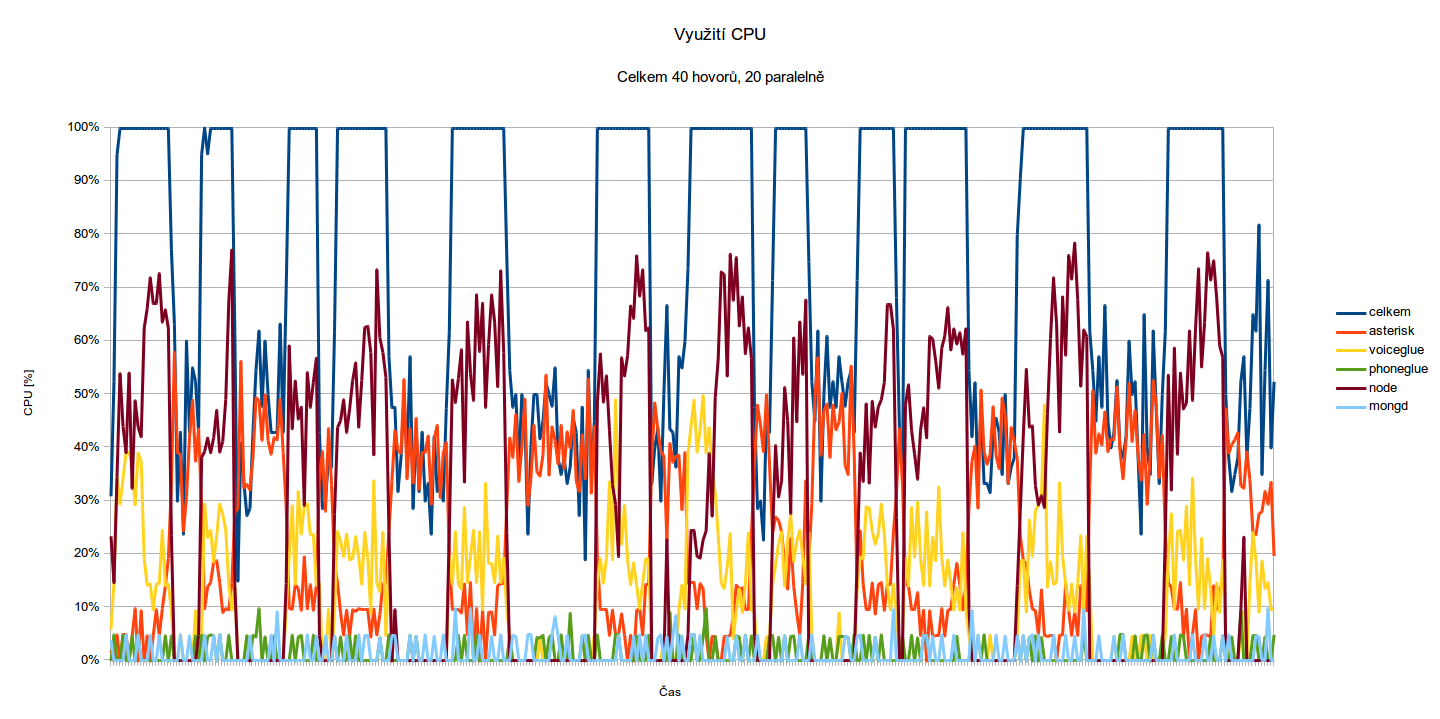 Využití CPU
Celkem 40 hovorů, 20 paralelně
100%
90%
80%
70%
60%
50%
40%
30%
20%
10%
0%
CPU [%]
Čas
celkem
asterisk
voiceglue
phoneglue
node
mongd